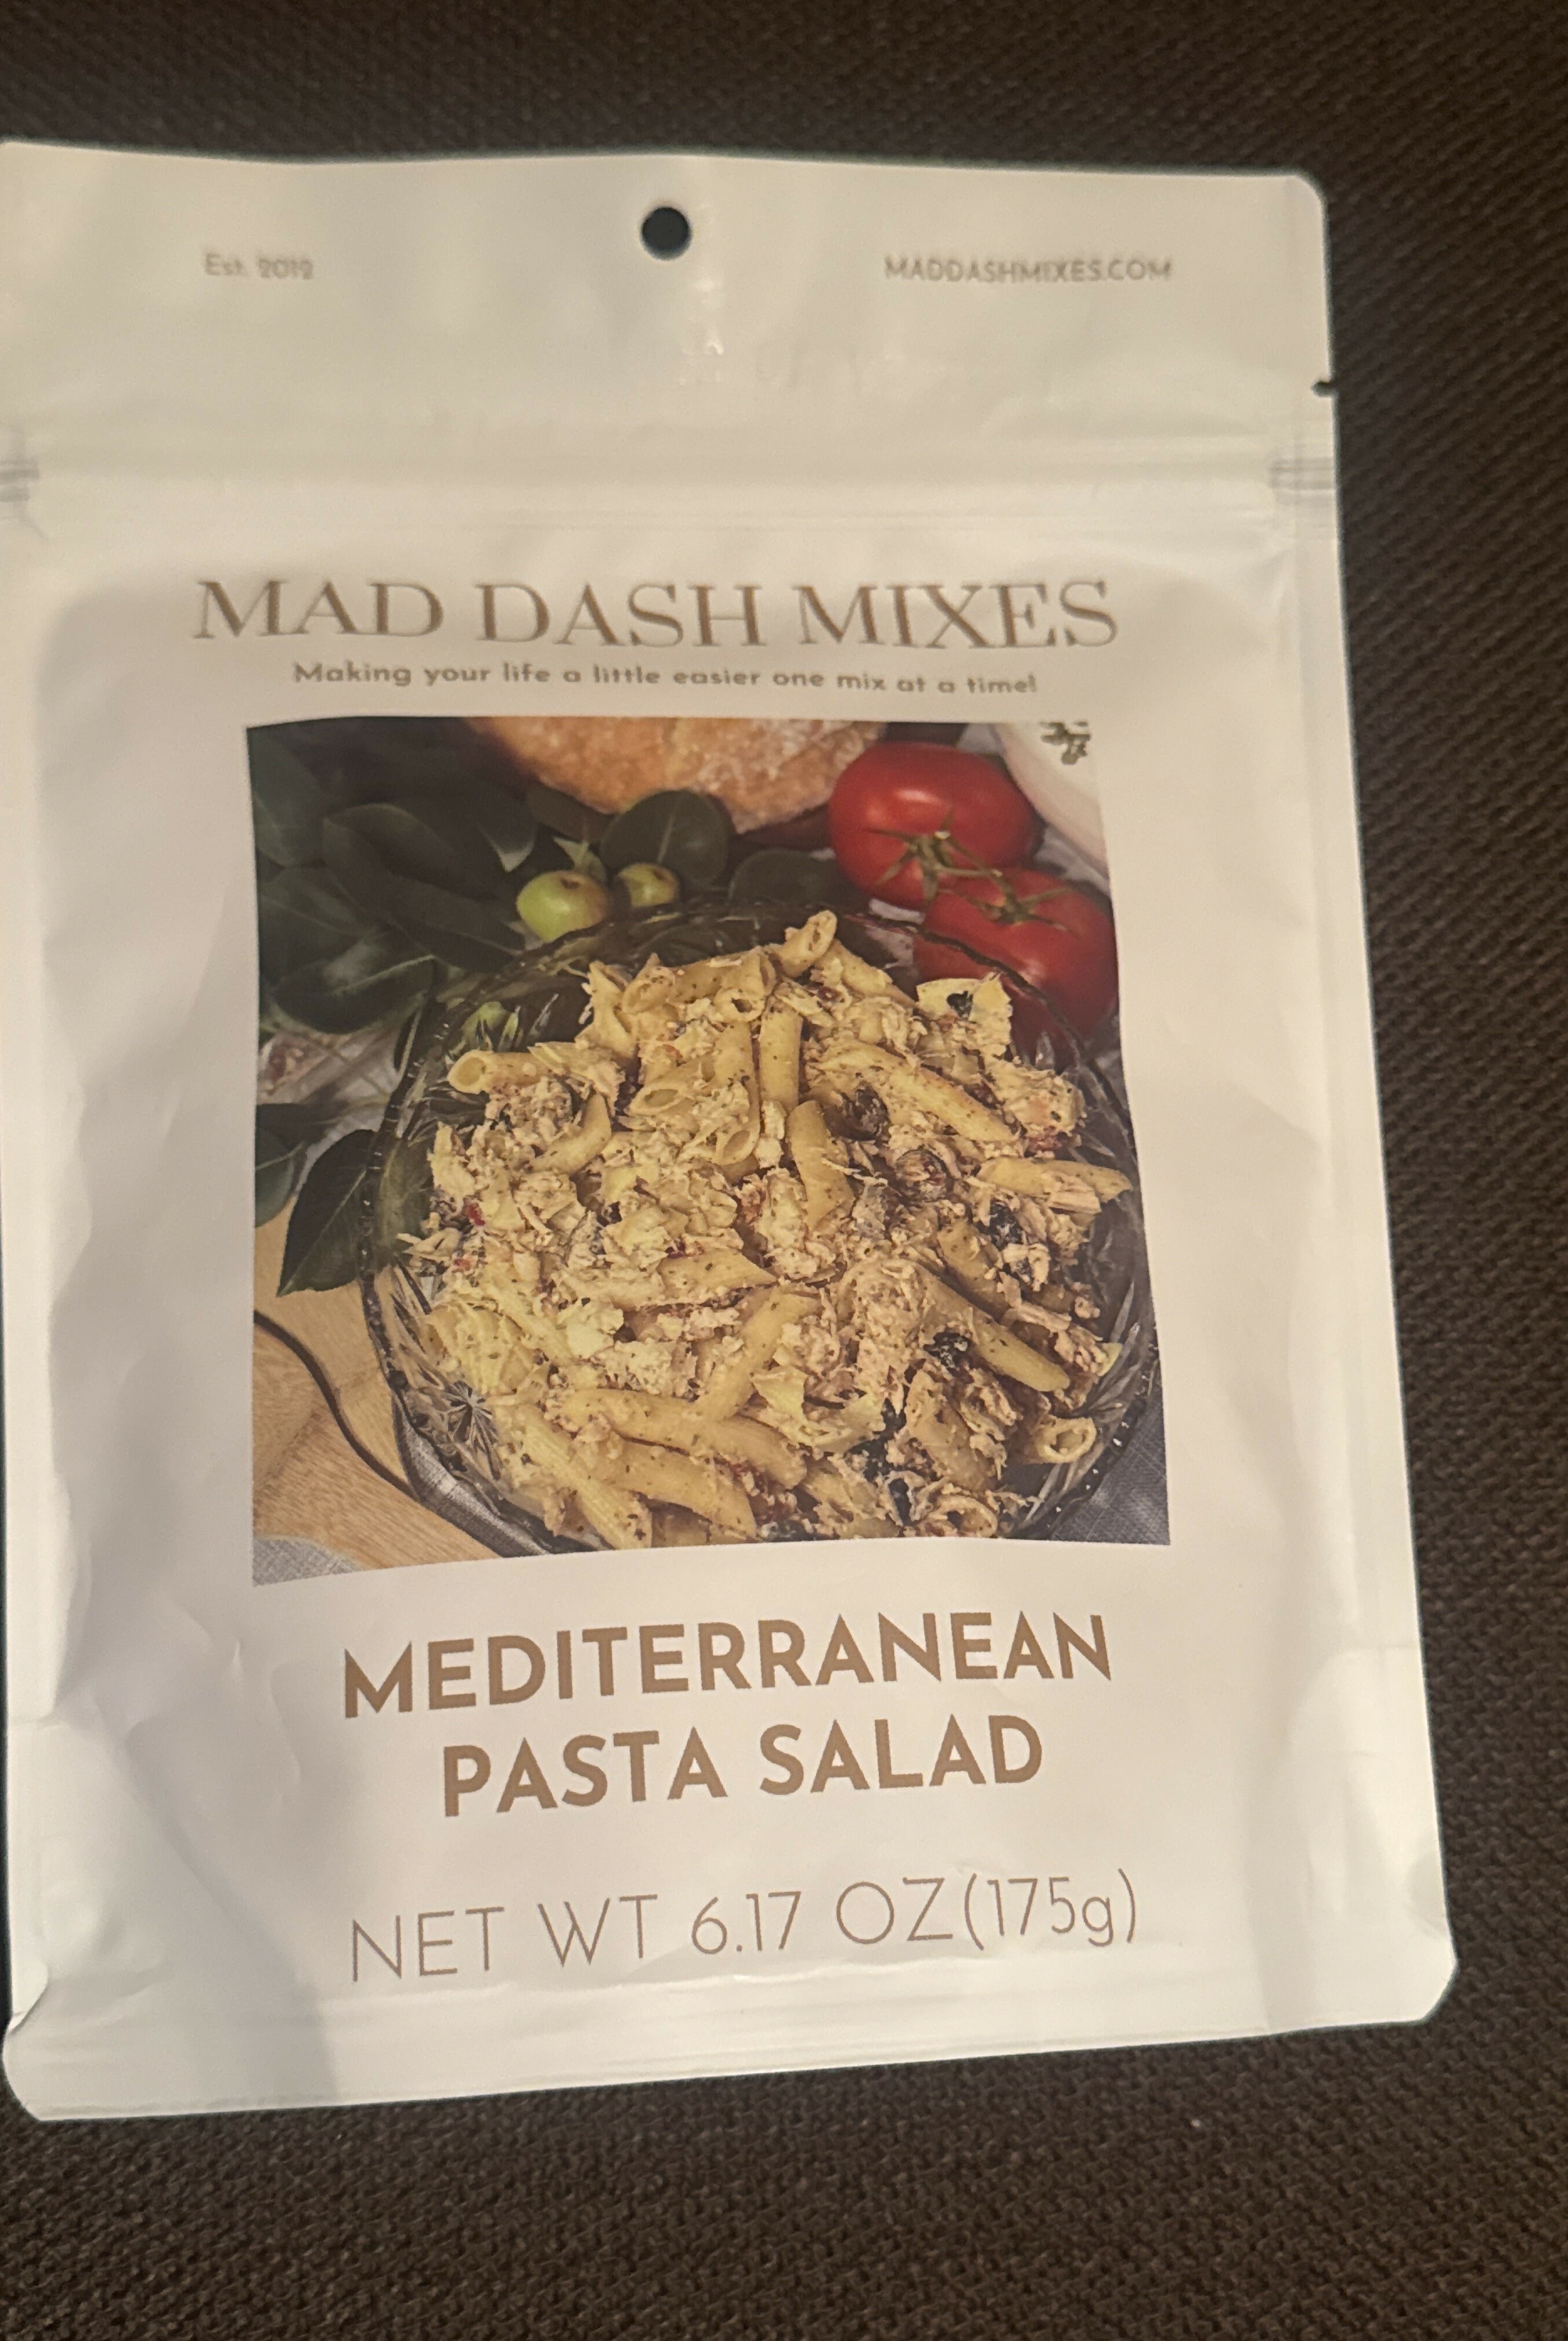 Est. 2012
MADDASHMIXES.COM
MAD DASH MIXES
Making your life a little easier one mix at a time!
MEDITERRANEAN
PASTA SALAD
NET WT 6.17 OZ(175g)